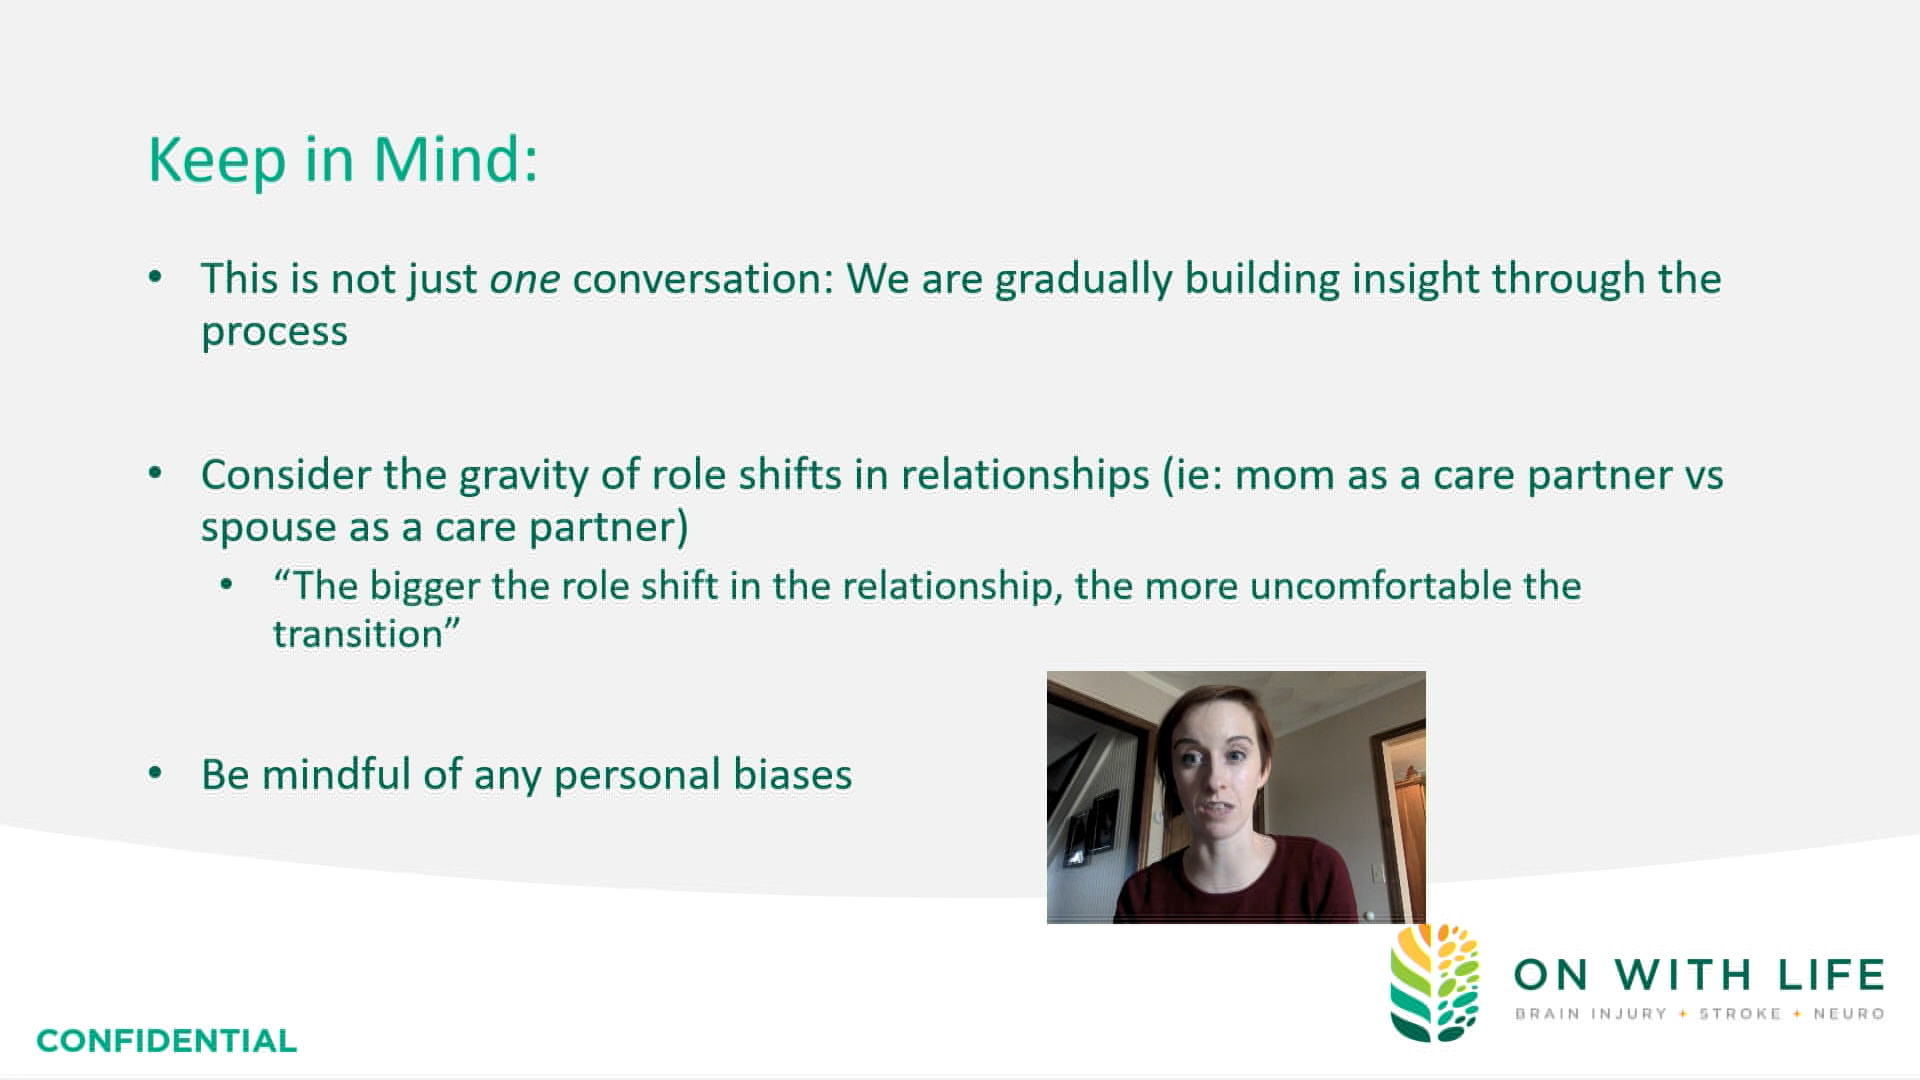 Keep in Mind:
• This is not just one conversation: We are gradually building insight through the
process
• Consider the gravity of role shifts in relationships (ie: mom as a care partner vs
spouse as a care partner)
• “The bigger the role shift in the relationship, the more uncomfortable the
transition”
• Be mindful of any personal biases
ON WITH LIFE
BRAIN INJURY + STROKE + NEURO
CONFIDENTIAL